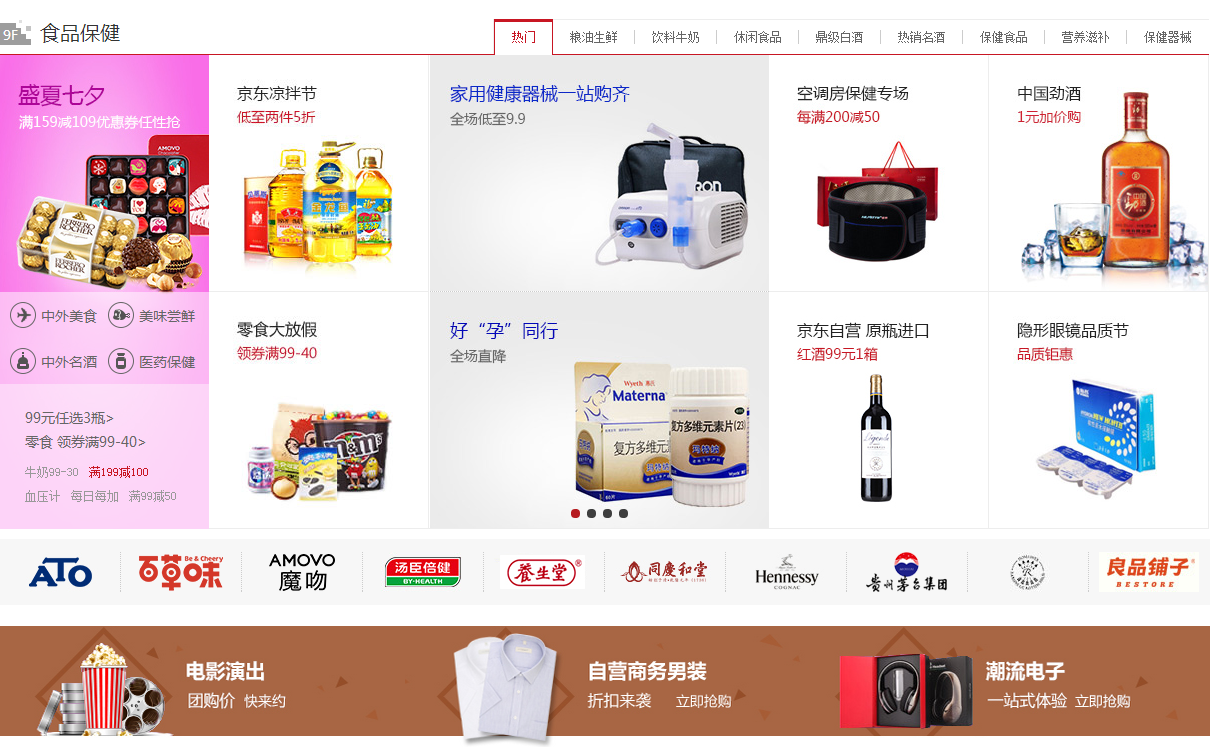 9F 食品保健
热门 粮油生鲜 饮料牛奶 休闲食品 鼎级白酒 热销名酒 保健食品 营养滋补 保健器械
盛夏七夕
满159减109优惠券任性抢
AMOVO
FERRERO
ROCHER
FERRERO
ROCHER
中外美食 美味尝鲜
中外名酒 医药保健
99元任选3瓶>
零食 领券满99-40>
牛奶99-30 满199减100
血压计 每日每加 满99减50
京东凉拌节
低至两件5折
家用健康器械一站购齐
全场低至9.9
空调房保健专场
每满200减50
中国劲酒
1元加价购
零食大放假
领券满99-40
m&m's
好“孕”同行
全场直降
Wyeth 惠氏
Materna
复方多维元
玛特纳
复方多维元素片(23)
玛特纳
京东自营 原瓶进口
红酒99元1箱
隐形眼镜品质节
品质钜惠
ATO
百草味
Be & Cheery
AMOVO
魔吻
汤臣倍健
BY-HEALTH
养生堂
同慶和堂
Hennessy
COGNAC
贵州茅台集团
良品铺子
BESTORE
电影演出
团购价 快来约
自营商务男装
折扣来袭 立即抢购
潮流电子
一站式体验 立即抢购